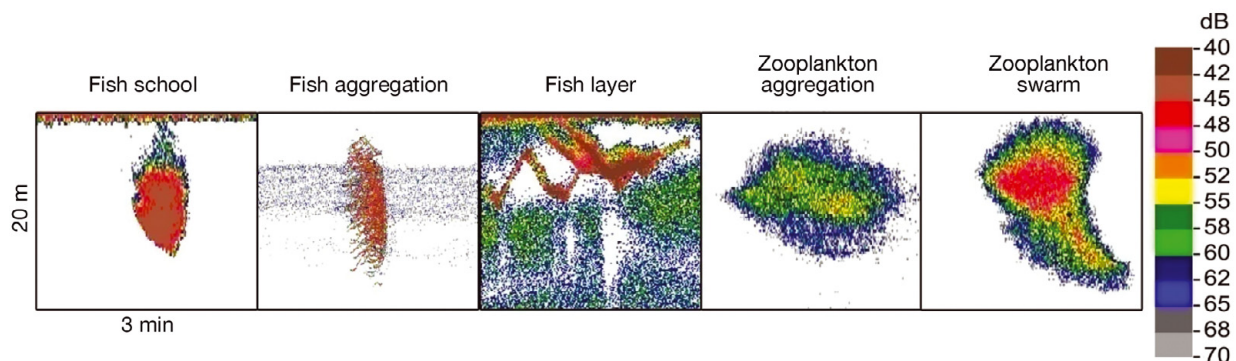 dB
Fish school
Fish aggregation
Fish layer
Zooplankton
aggregation
Zooplankton
swarm
20 m
3 min
-40
-42
-45
-48
-50
-52
-55
-58
-60
-62
-65
-68
-70